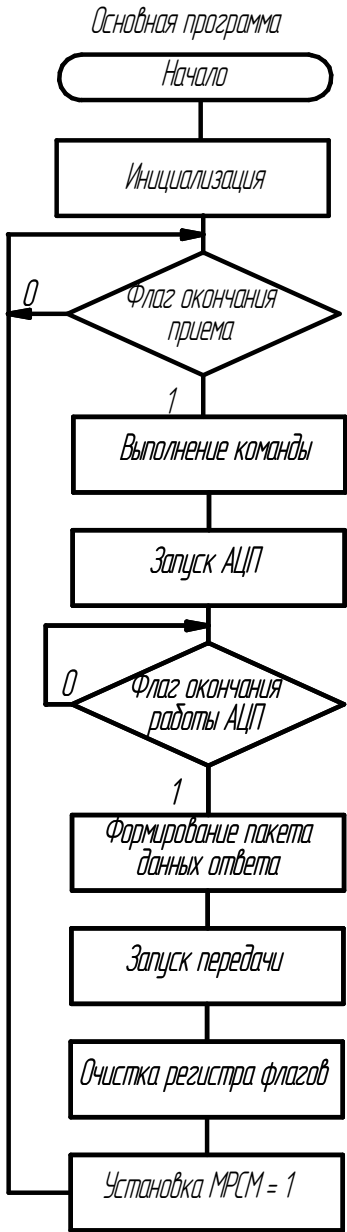 Основная программа
Начало
Инициализация
0
Флаг окончания
приема
1
Выполнение команды
Запуск АЦП
0
Флаг окончания
работы АЦП
1
Формирование пакета
данных ответа
Запуск передачи
Очистка регистра флагов
Установка МРСМ = 1